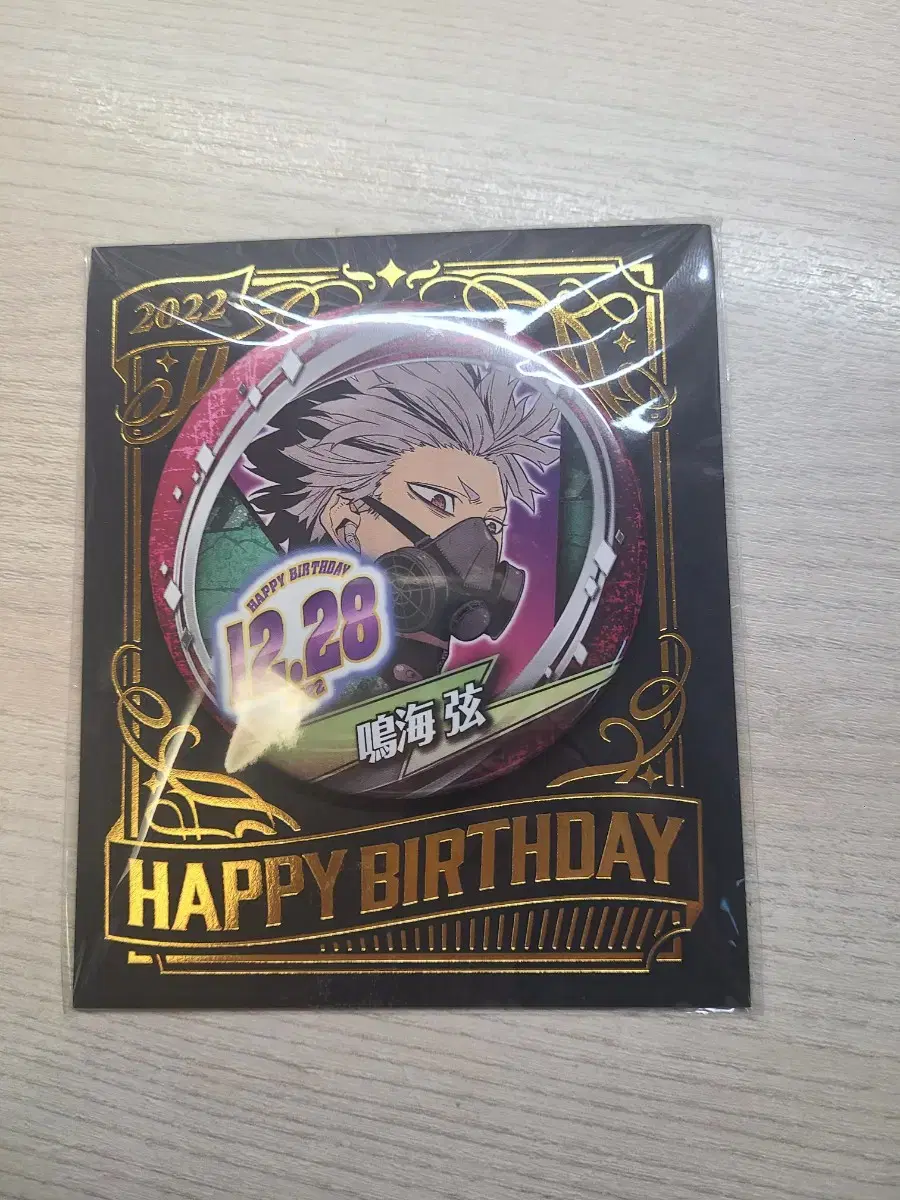 2022
HAPPY BIRTHDAY
12.28
鳴海 弦
HAPPY BIRTHDAY